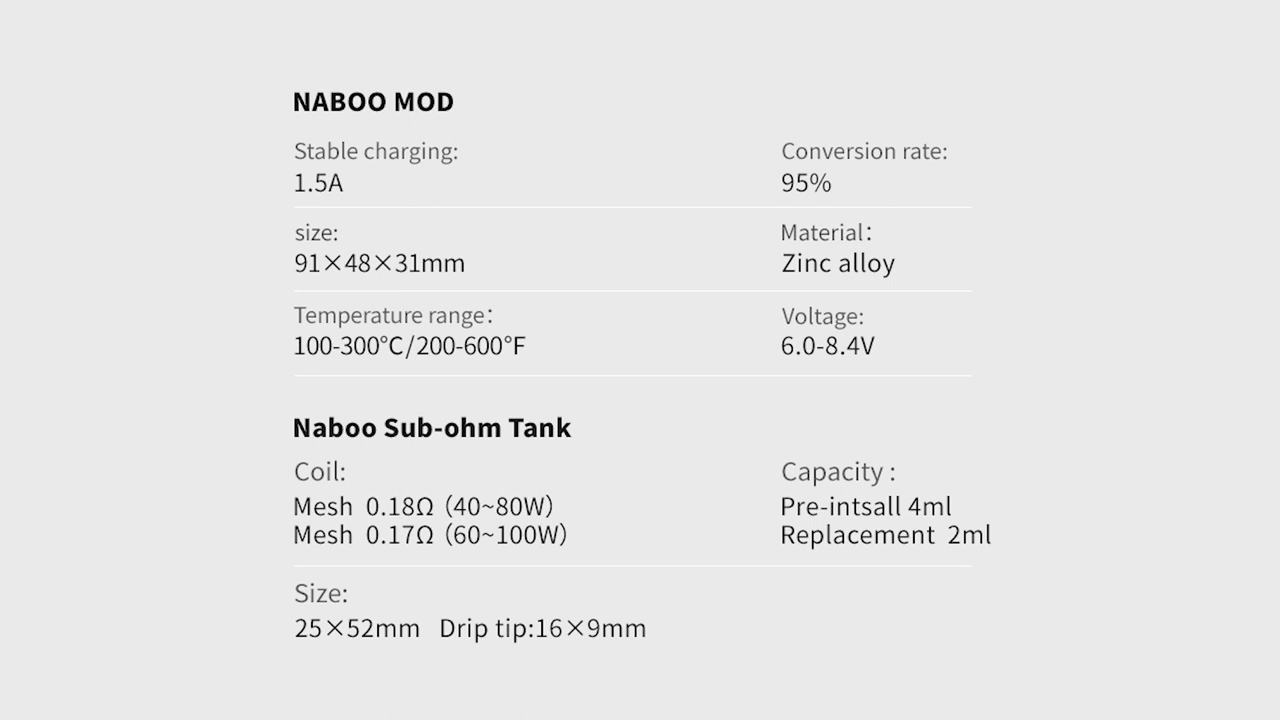 NABOO MOD
Stable charging:
1.5A
Conversion rate:
95%
size:
91×48×31mm
Material：
Zinc alloy
Temperature range：
100-300℃/200-600℉
Voltage:
6.0-8.4V
Naboo Sub-ohm Tank
Coil:
Mesh 0.18Ω（40~80W）
Mesh 0.17Ω（60~100W）
Capacity :
Pre-intsall 4ml
Replacement 2ml
Size:
25×52mm Drip tip:16×9mm